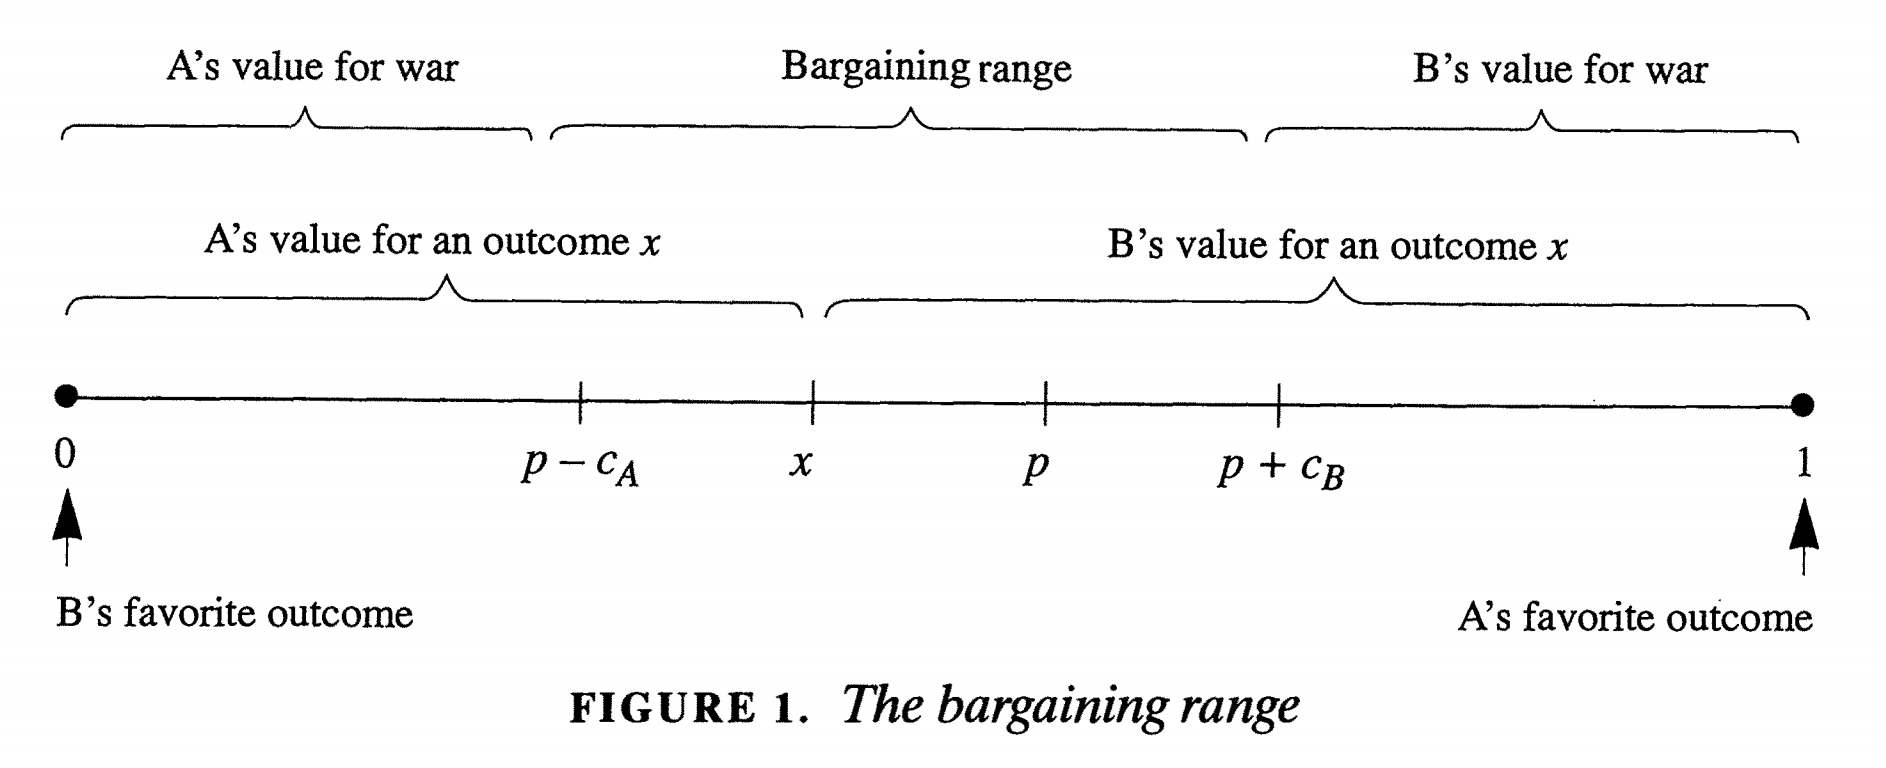 A's value for war Bargaining range B's value for war
A's value for an outcome x B's value for an outcome x
0 p – c_A x p p + c_B 1
B's favorite outcome A's favorite outcome
FIGURE 1. The bargaining range